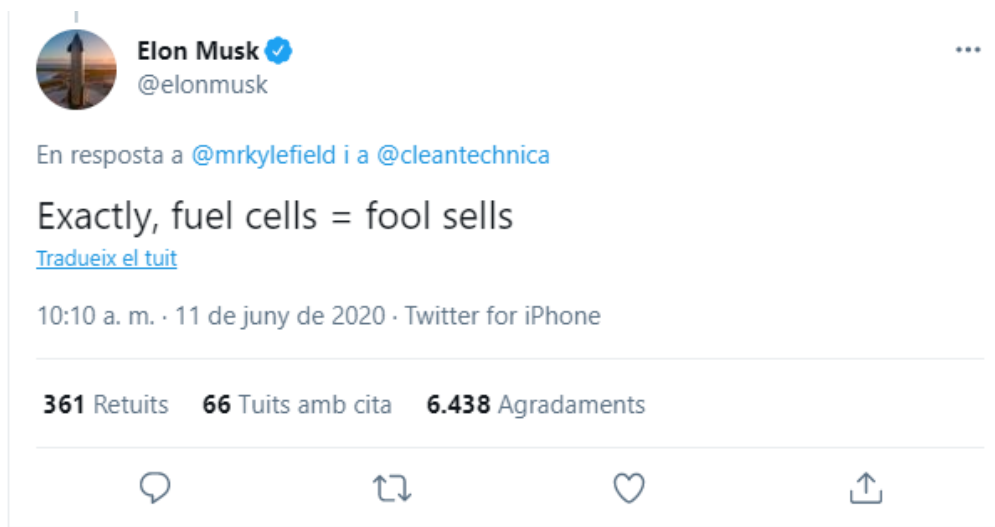 Elon Musk
@elonmusk
En resposta a @mrkylefield i a @cleantechnica
Exactly, fuel cells = fool sells
Tradueix el tuit
10:10 a. m. · 11 de juny de 2020 · Twitter for iPhone
361 Retuits 66 Tuits amb cita 6.438 Agradaments